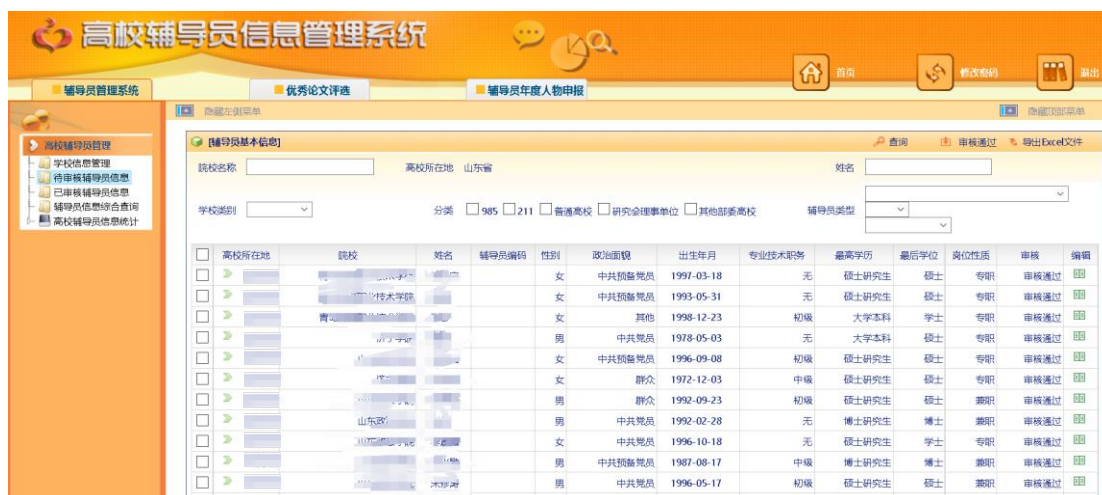 高校辅导员信息管理系统
首页 修改密码 退出
辅导员管理系统 优秀论文评选 辅导员年度人物申报
隐藏左侧菜单 隐藏顶部菜单
高校辅导员管理
学校信息管理
待审核辅导员信息
已审核辅导员信息
辅导员信息综合查询
高校辅导员信息统计
[辅导员基本信息] 查询 审核通过 导出Excel文件
院校名称 高校所在地 山东省 姓名
学校类别 分类 985 211 普通高校 研究会理事单位 其他部委高校 辅导员类型
高校所在地 院校 姓名 辅导员编码 性别 政治面貌 出生年月 专业技术职务 最高学历 最后学位 岗位性质 审核 编辑
女 中共预备党员 1997-03-18 无 硕士研究生 硕士 专职 审核通过
技术学院 女 中共预备党员 1993-05-31 无 硕士研究生 硕士 专职 审核通过
女 其他 1998-12-23 初级 大学本科 学士 专职 审核通过
男 中共党员 1978-05-03 无 大学本科 硕士 专职 审核通过
女 中共预备党员 1996-09-08 初级 硕士研究生 硕士 专职 审核通过
女 群众 1972-12-03 中级 硕士研究生 硕士 专职 审核通过
男 群众 1992-09-23 初级 硕士研究生 硕士 兼职 审核通过
山东政 男 中共党员 1992-02-28 无 博士研究生 博士 兼职 审核通过
女 中共党员 1996-10-18 无 硕士研究生 学士 专职 审核通过
男 中共预备党员 1987-08-17 中级 博士研究生 博士 兼职 审核通过
男 中共党员 1996-05-17 初级 硕士研究生 硕士 兼职 审核通过